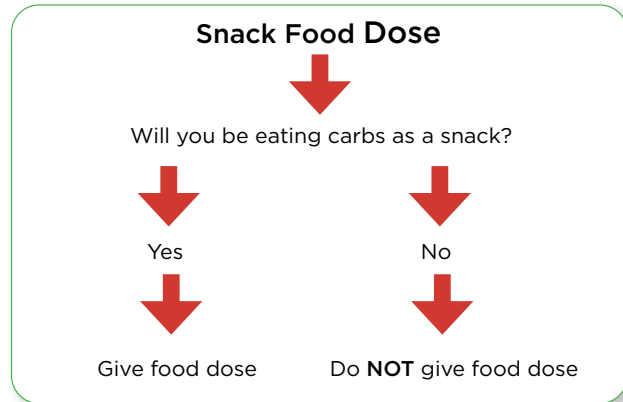 Snack Food Dose
Will you be eating carbs as a snack?
Yes
No
Give food dose
Do NOT give food dose